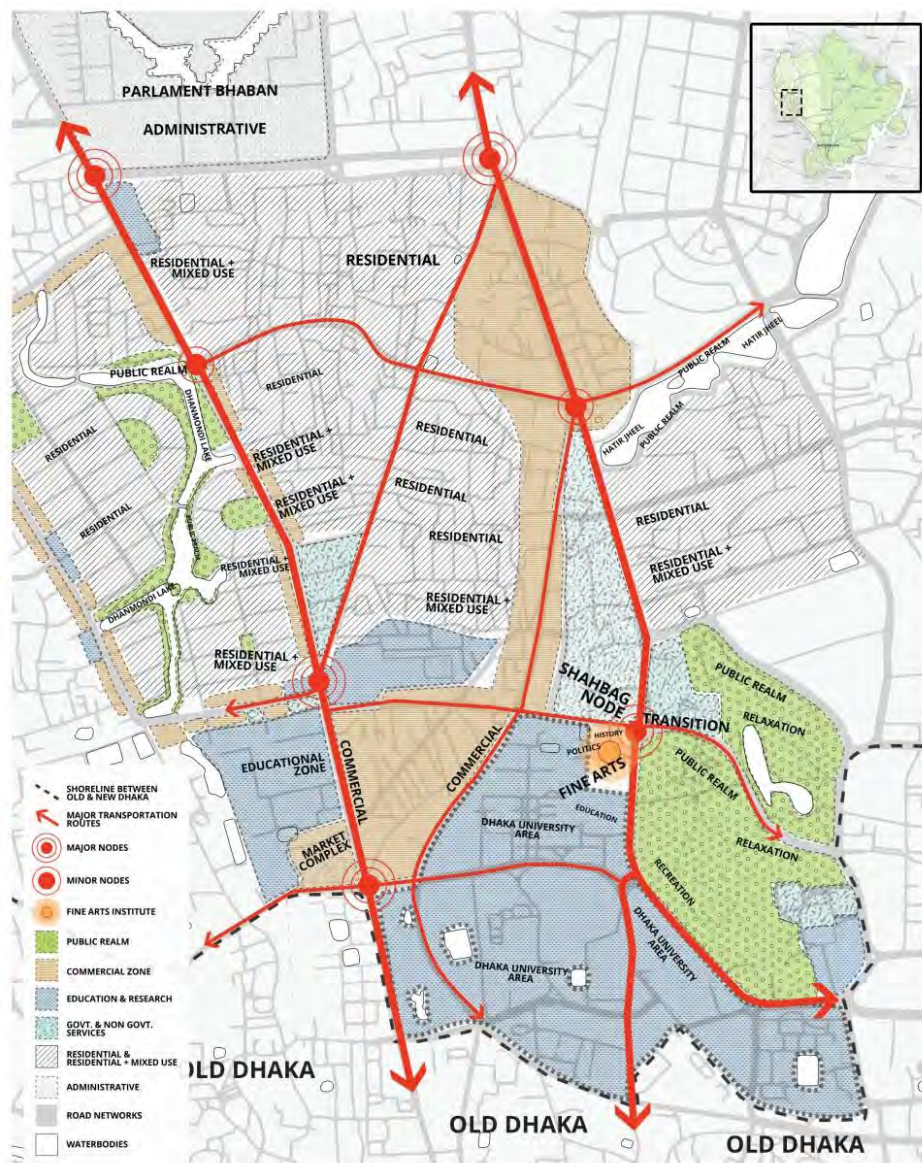 PARLAMENT BHABAN
ADMINISTRATIVE
RESIDENTIAL +
MIXED USE
RESIDENTIAL
PUBLIC REALM
HATIR JHEEL
PUBLIC REALM
HATIR JHEEL
PUBLIC REALM
DHANMONDI LAKE
RESIDENTIAL
RESIDENTIAL
RESIDENTIAL +
MIXED USE
RESIDENTIAL
RESIDENTIAL
RESIDENTIAL +
MIXED USE
RESIDENTIAL
RESIDENTIAL
RESIDENTIAL
PUBLIC REALM
RESIDENTIAL +
MIXED USE
RESIDENTIAL +
MIXED USE
DHANMONDI LAKE
RESIDENTIAL +
MIXED USE
RESIDENTIAL +
MIXED USE
SHAHBAG
NODE
TRANSITION
PUBLIC REALM
RELAXATION
HISTORY
POLITICS
FINE ARTS
PUBLIC REALM
RELAXATION
EDUCATIONAL
ZONE
COMMERCIAL
COMMERCIAL
MARKET
COMPLEX
EDUCATION
DHAKA UNIVERSITY
AREA
RECREATION
DHAKA UNIVERSITY
AREA
DHAKA UNIVERSITY
AREA
SHORELINE BETWEEN
OLD & NEW DHAKA
MAJOR TRANSPORTATION
ROUTES
MAJOR NODES
MINOR NODES
FINE ARTS INSTITUTE
PUBLIC REALM
COMMERCIAL ZONE
EDUCATION & RESEARCH
GOVT. & NON GOVT.
SERVICES
RESIDENTIAL &
RESIDENTIAL + MIXED USE
ADMINISTRATIVE
ROAD NETWORKS
WATERBODIES
OLD DHAKA
OLD DHAKA
OLD DHAKA